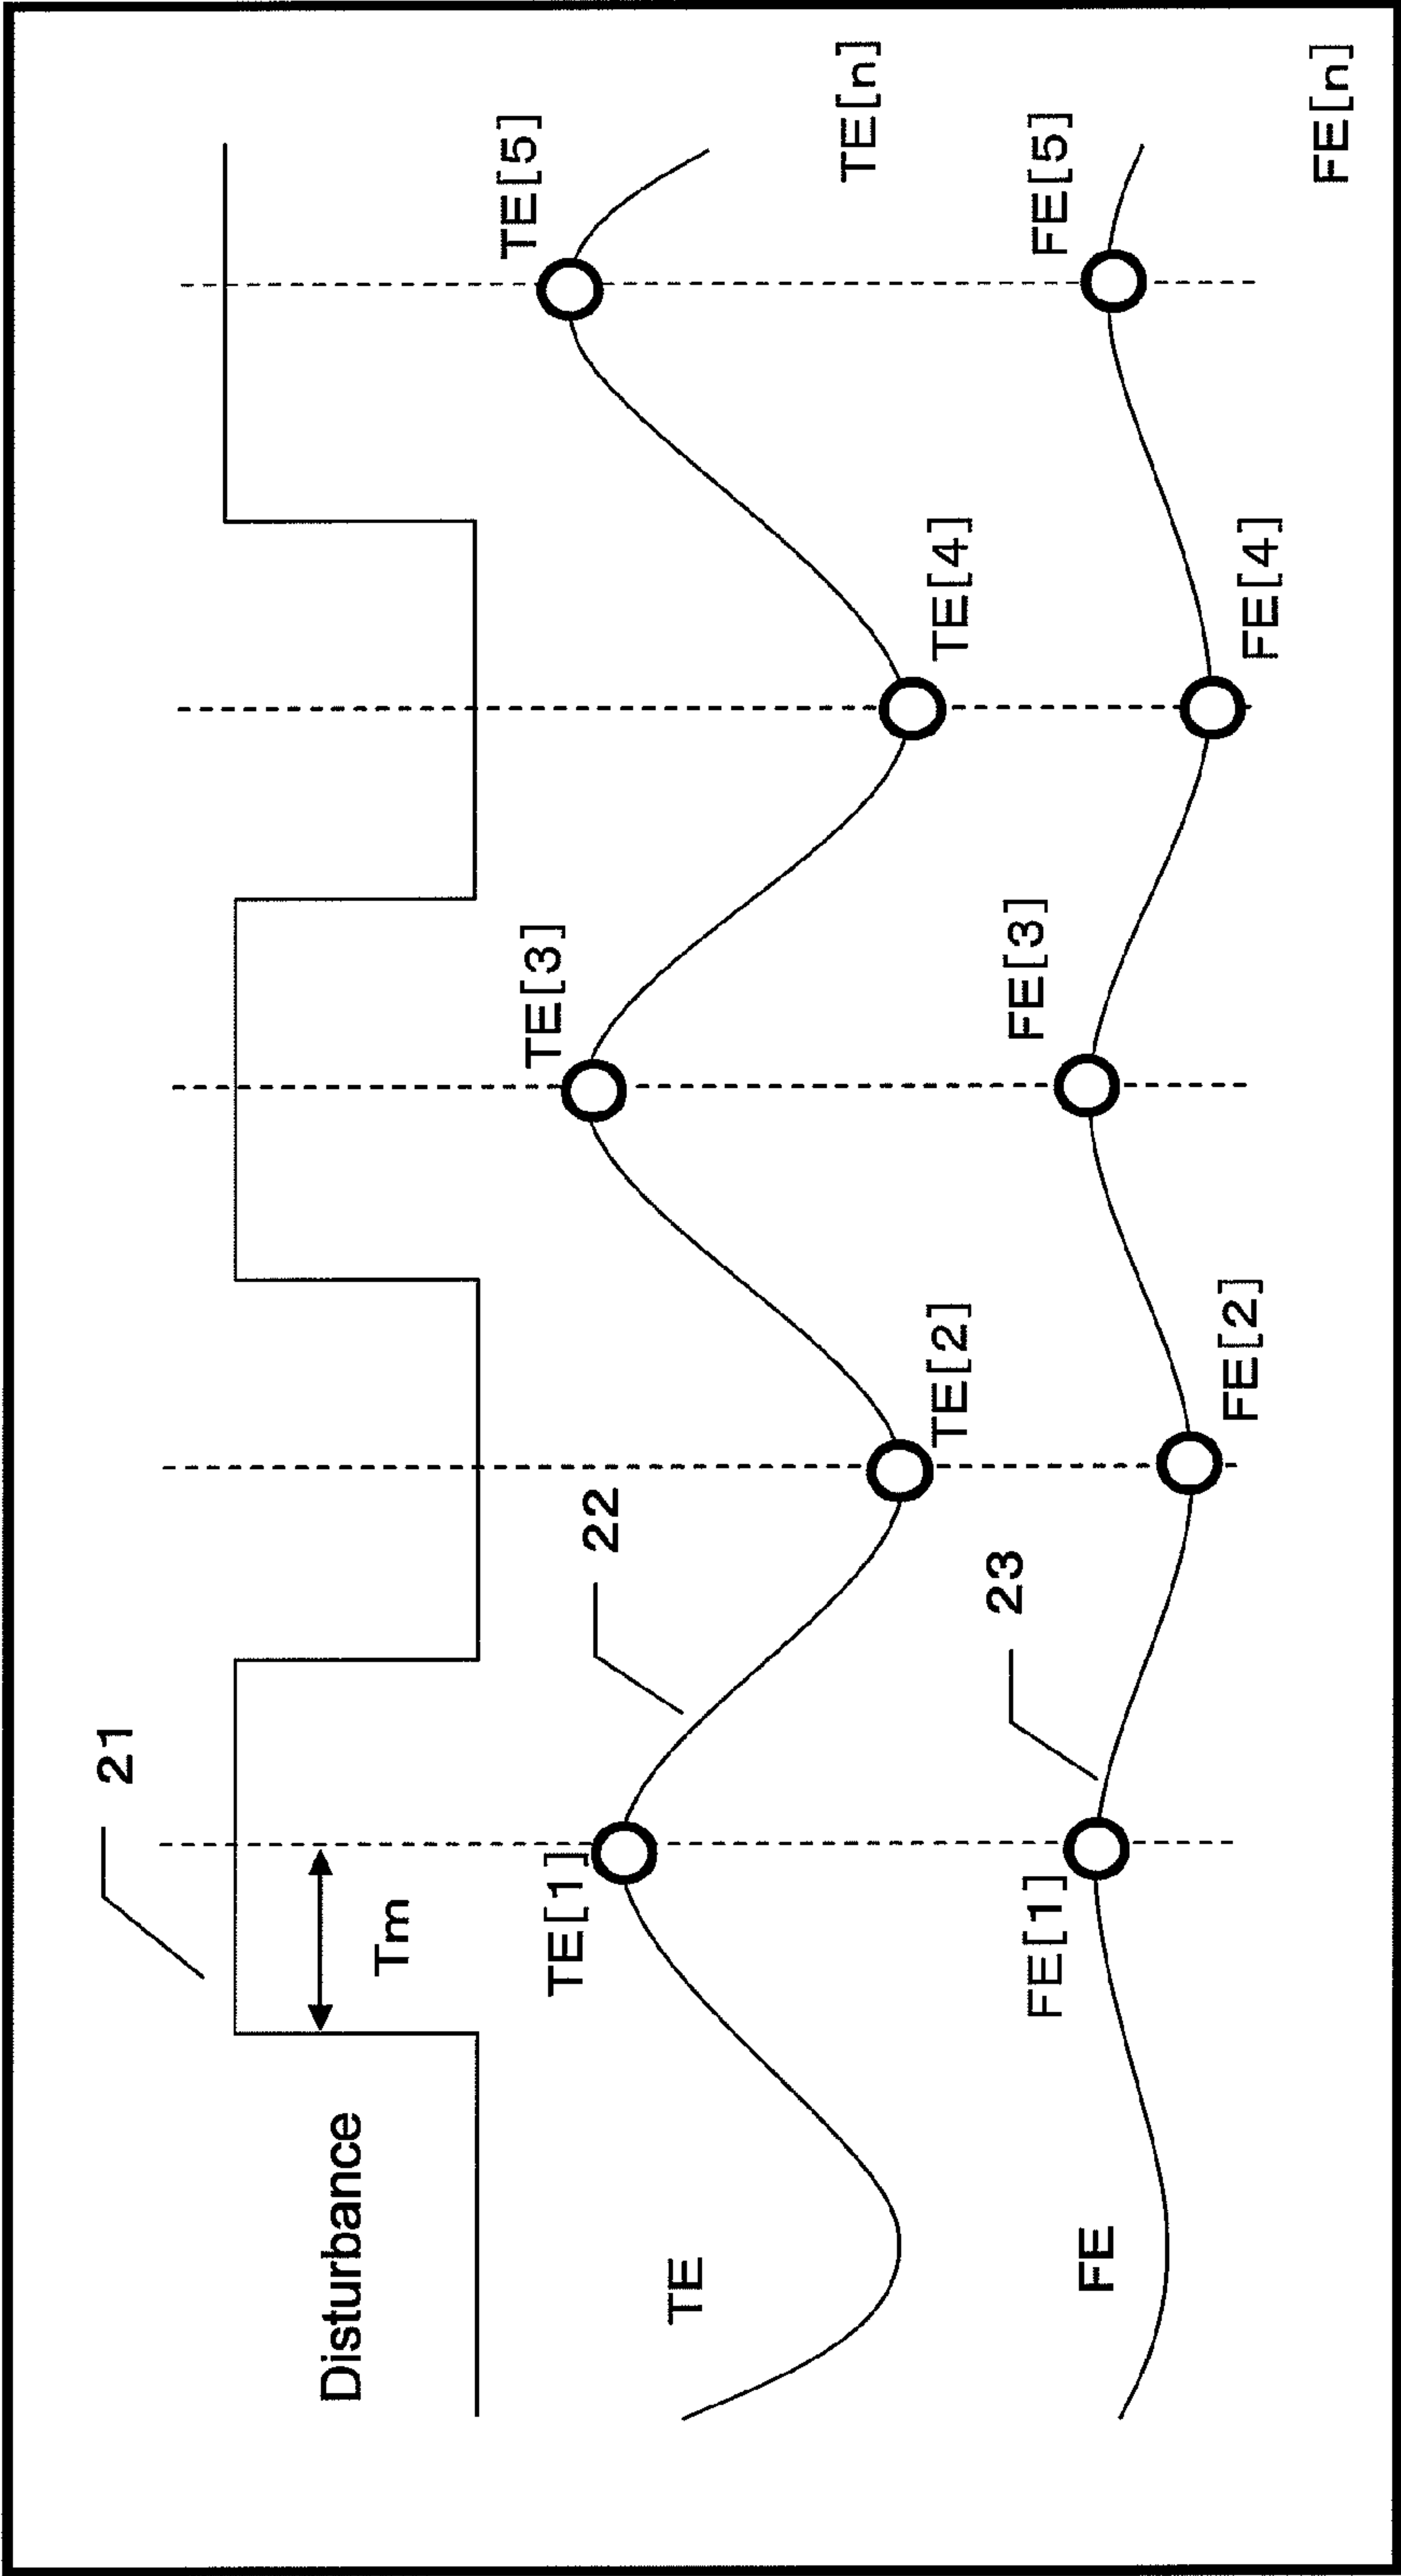 21
Disturbance
Tm
22
TE
TE[1]
TE[2]
TE[3]
TE[4]
TE[5]
TE[n]
23
FE
FE[1]
FE[2]
FE[3]
FE[4]
FE[5]
FE[n]